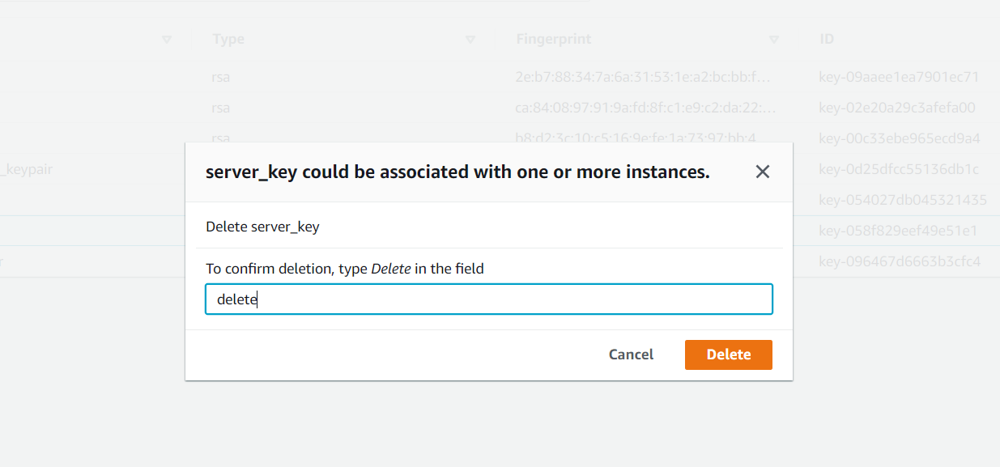 Type Fingerprint ID
rsa 2e:b7:88:34:7a:6a:31:53:1e:a2:bc:bb:f... key-09aaee1ea7901ec71
rsa ca:84:08:97:91:9a:fd:8f:c1:e9:c2:da:22:... key-02e20a29c3afefa00
rsa b8:d2:3c:10:c5:16:9e:fe:1a:73:97:bb:4 key-00c33ebe965ecd9a4
_keypair key-0d25dfcc55136db1c
key-054027db045321435
key-058f829eef49e51e1
r key-096467d6663b3cfc4
server_key could be associated with one or more instances.
Delete server_key
To confirm deletion, type Delete in the field
delete
Cancel Delete